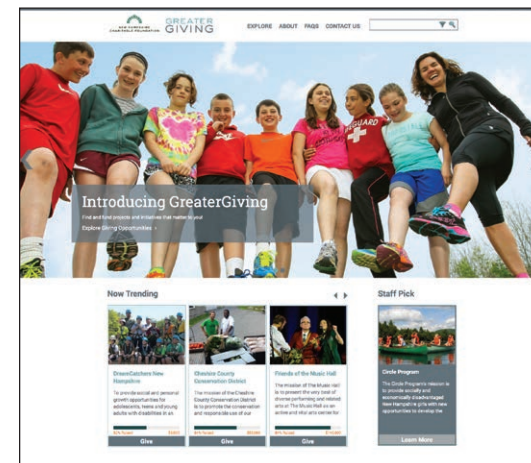 NEW HAMPSHIRE
CHARITABLE FOUNDATION
GREATER
GIVING
EXPLORE ABOUT FAQS CONTACT US
GUARD
Introducing GreaterGiving
Find and fund projects and initiatives that matter to you!
Explore Giving Opportunities
Now Trending
Staff Pick
DreamCatchers New
Hampshire
To provide social and personal
growth opportunities for
adolescents, teens and young
adults with disabilities in an
Give
Cheshire County
Conservation District
The mission of the Cheshire
County Conservation District
is to promote the conservation
and responsible use of our
Give
Friends of the Music Hall
The mission of The Music Hall
is to present the very best of
diverse performing and related
arts at The Music Hall as an
active and vital arts center for
Give
Circle Program
The Circle Program's mission is
to provide socially and
economically disadvantaged
New Hampshire girls with new
opportunities to develop the
Learn More